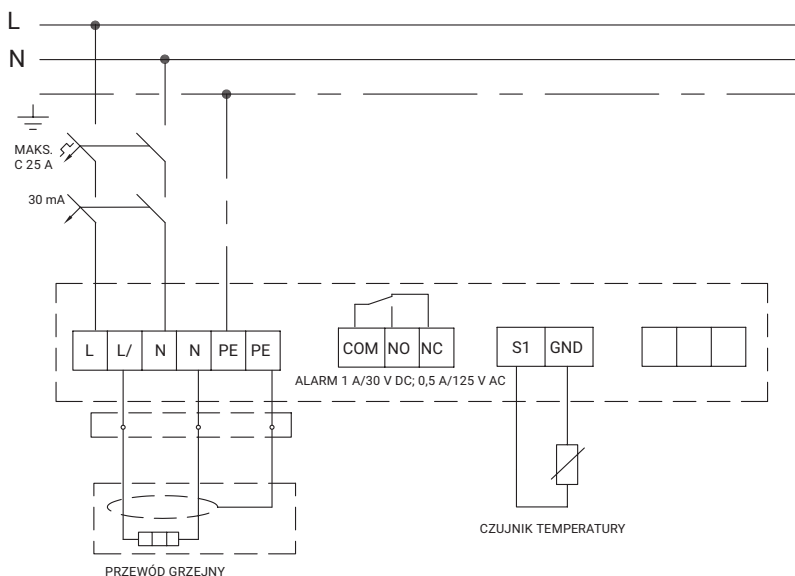 L
N
MAKS.
C 25 A
30 mA
L L/ N N PE PE
COM NO NC
S1 GND
ALARM 1 A/30 V DC; 0,5 A/125 V AC
CZUJNIK TEMPERATURY
PRZEWÓD GRZEJNY